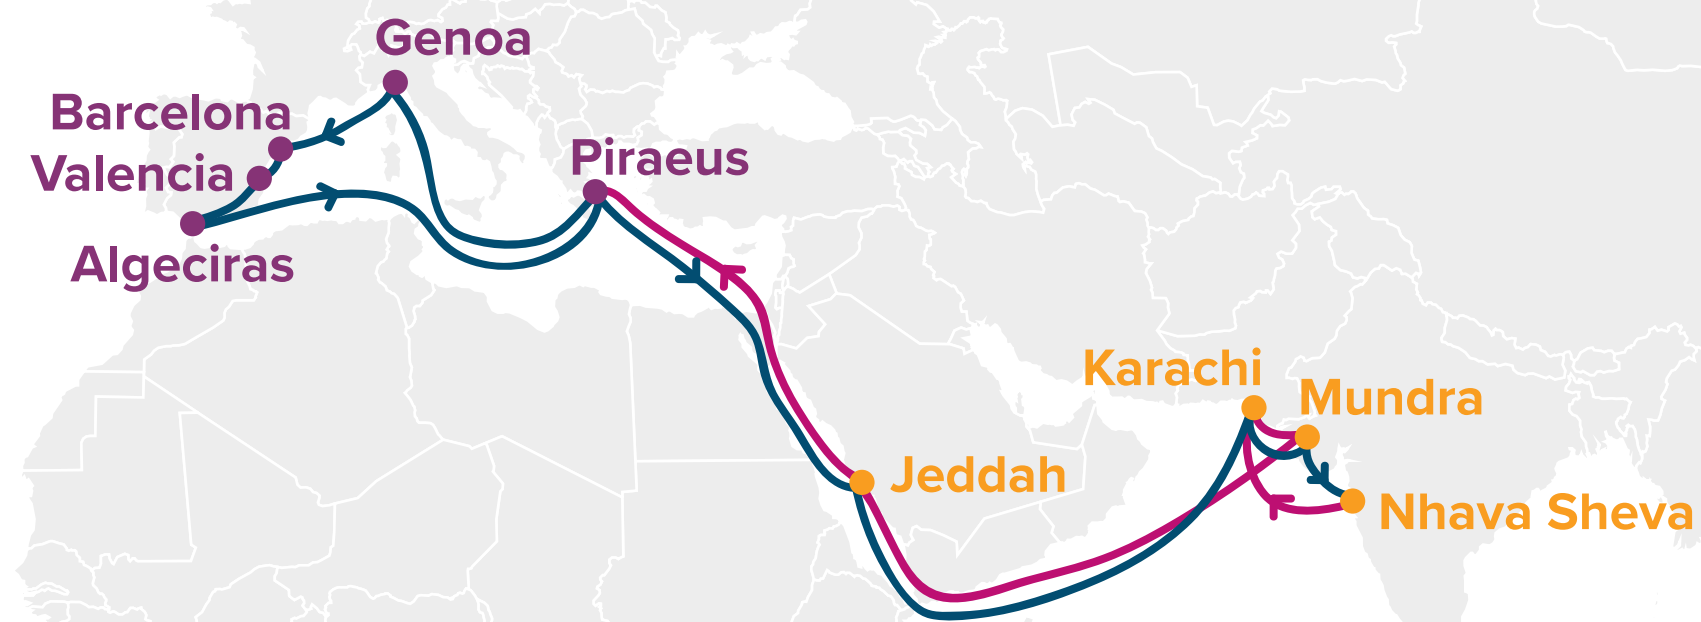 Genoa
Barcelona
Valencia
Piraeus
Algeciras
Karachi
Mundra
Jeddah
Nhava Sheva